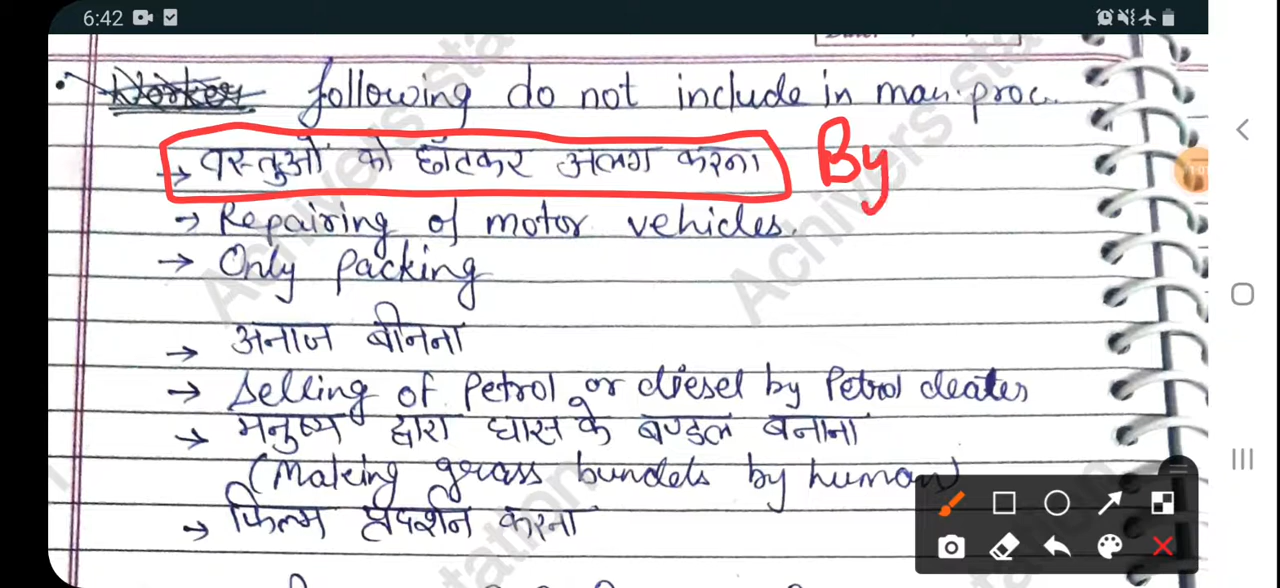 6:42
Worker following do not include in man. proc.
→ वस्तुओं को छाँटकर अलग करना By
→ Repairing of motor vehicles.
→ Only packing
→ अनाज बीनना
→ Selling of Petrol or diesel by Petrol dealer
→ मनुष्य द्वारा घास के बण्डल बनाना
(Making grass bundels by human)
→ फिल्म प्रदर्शन करना